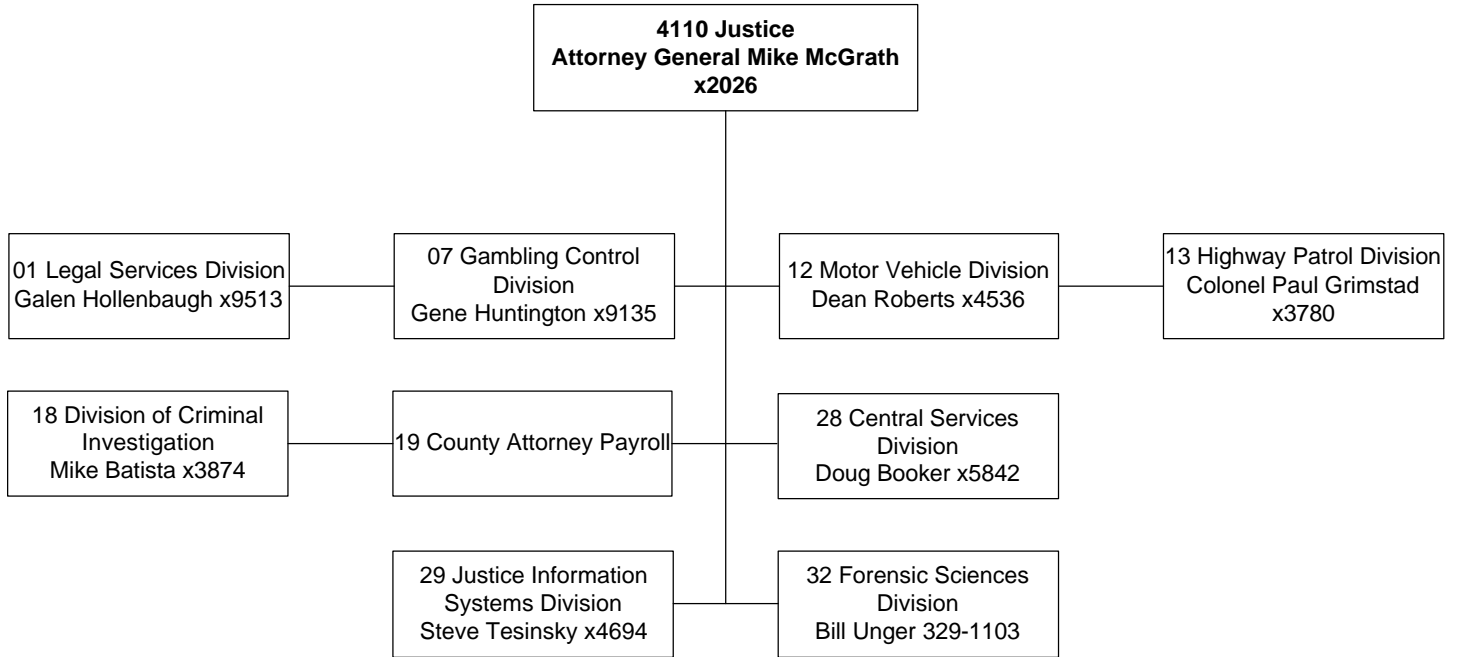 4110 Justice
Attorney General Mike McGrath
x2026
01 Legal Services Division
Galen Hollenbaugh x9513
07 Gambling Control
Division
Gene Huntington x9135
12 Motor Vehicle Division
Dean Roberts x4536
13 Highway Patrol Division
Colonel Paul Grimstad
x3780
18 Division of Criminal
Investigation
Mike Batista x3874
19 County Attorney Payroll
28 Central Services
Division
Doug Booker x5842
29 Justice Information
Systems Division
Steve Tesinsky x4694
32 Forensic Sciences
Division
Bill Unger 329-1103